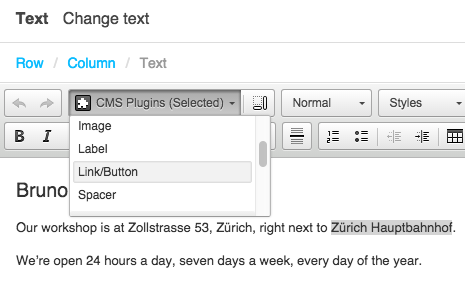 Text Change text
Row / Column / Text
CMS Plugins (Selected) Normal Styles
B I
Image
Label
Link/Button
Spacer
Bruno
Our workshop is at Zollstrasse 53, Zürich, right next to Zürich Hauptbahnhof.
We're open 24 hours a day, seven days a week, every day of the year.